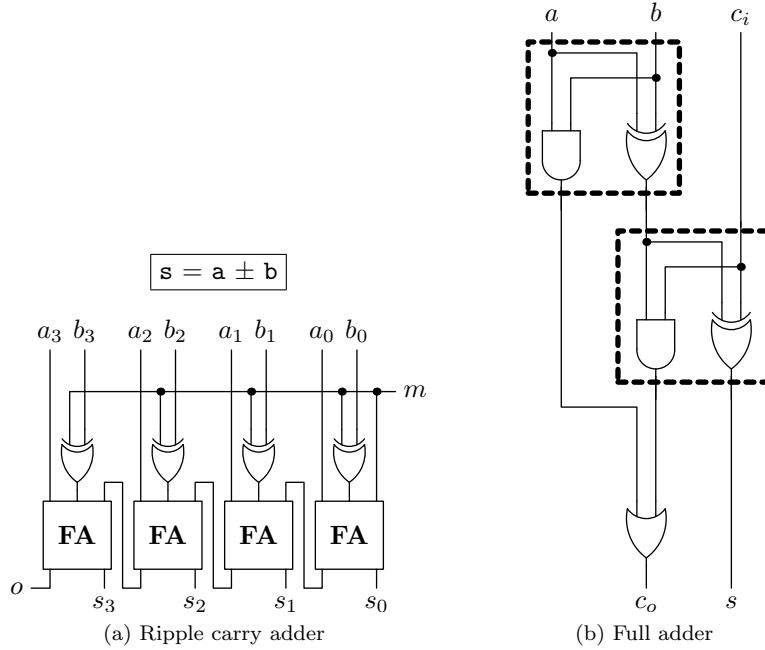 s = a ± b
a₃ b₃ a₂ b₂ a₁ b₁ a₀ b₀
m
FA FA FA FA
o s₃ s₂ s₁ s₀
(a) Ripple carry adder
a b cᵢ
cₒ s
(b) Full adder